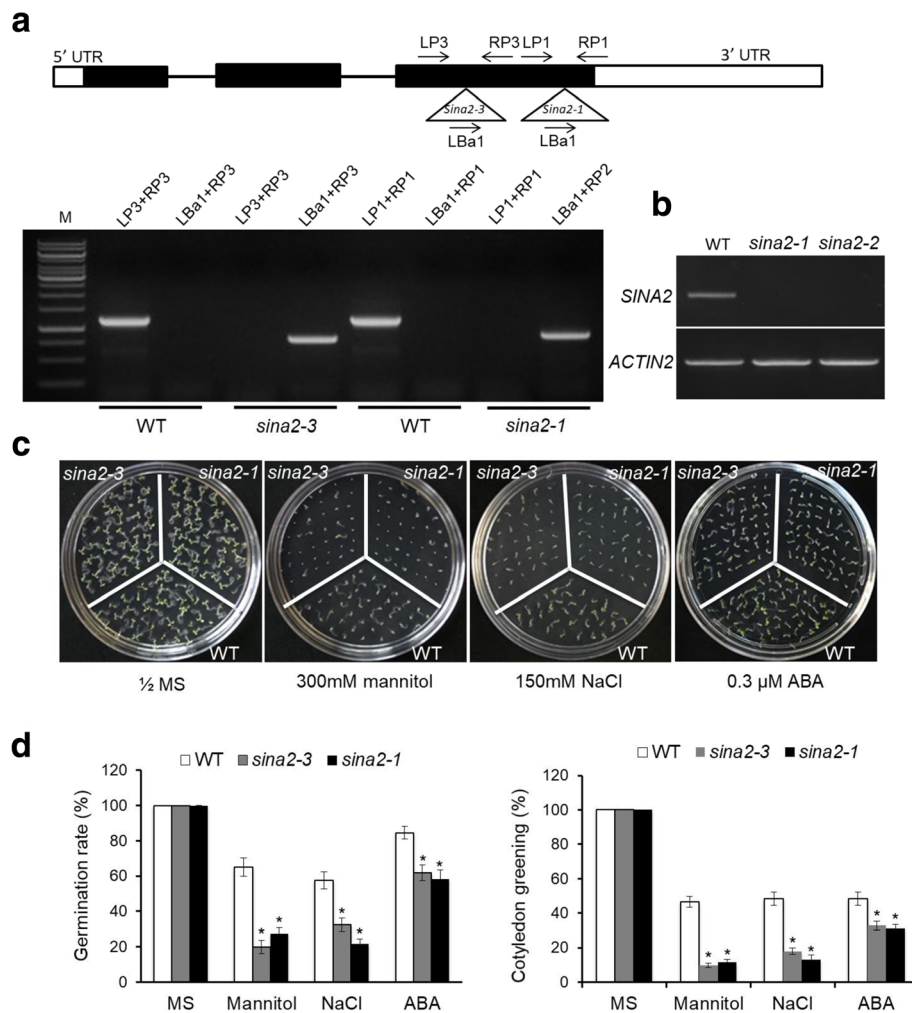 a
LP3 RP3 LP1 RP1
5′ UTR 3′ UTR
Sina2-3 Sina2-1
LBa1 LBa1
M LP3+RP3 LBa1+RP3 LP3+RP3 LBa1+RP3 LP1+RP1 LBa1+RP1 LP1+RP1 LBa1+RP2
WT sina2-3 WT sina2-1
b
WT sina2-1 sina2-2
SINA2
ACTIN2
c
sina2-3 sina2-1 sina2-3 sina2-1 sina2-3 sina2-1 sina2-3 sina2-1
WT WT WT WT
½ MS 300mM mannitol 150mM NaCl 0.3 µM ABA
d
WT sina2-3 sina2-1
Germination rate (%)
120
100
80
60
40
20
0
* * * * * *
MS Mannitol NaCl ABA
WT sina2-3 sina2-1
Cotyledon greening (%)
120
100
80
60
40
20
0
* * * * * *
MS Mannitol NaCl ABA